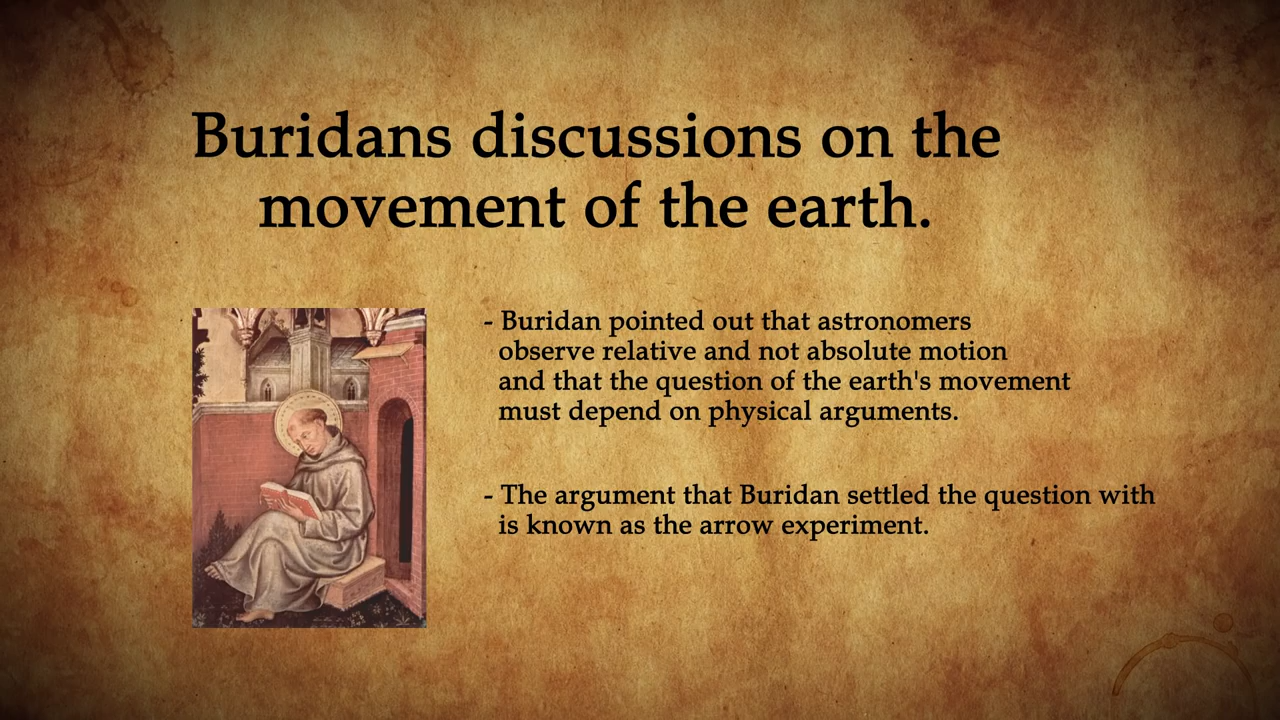 Buridans discussions on the
movement of the earth.
- Buridan pointed out that astronomers
observe relative and not absolute motion
and that the question of the earth's movement
must depend on physical arguments.
- The argument that Buridan settled the question with
is known as the arrow experiment.